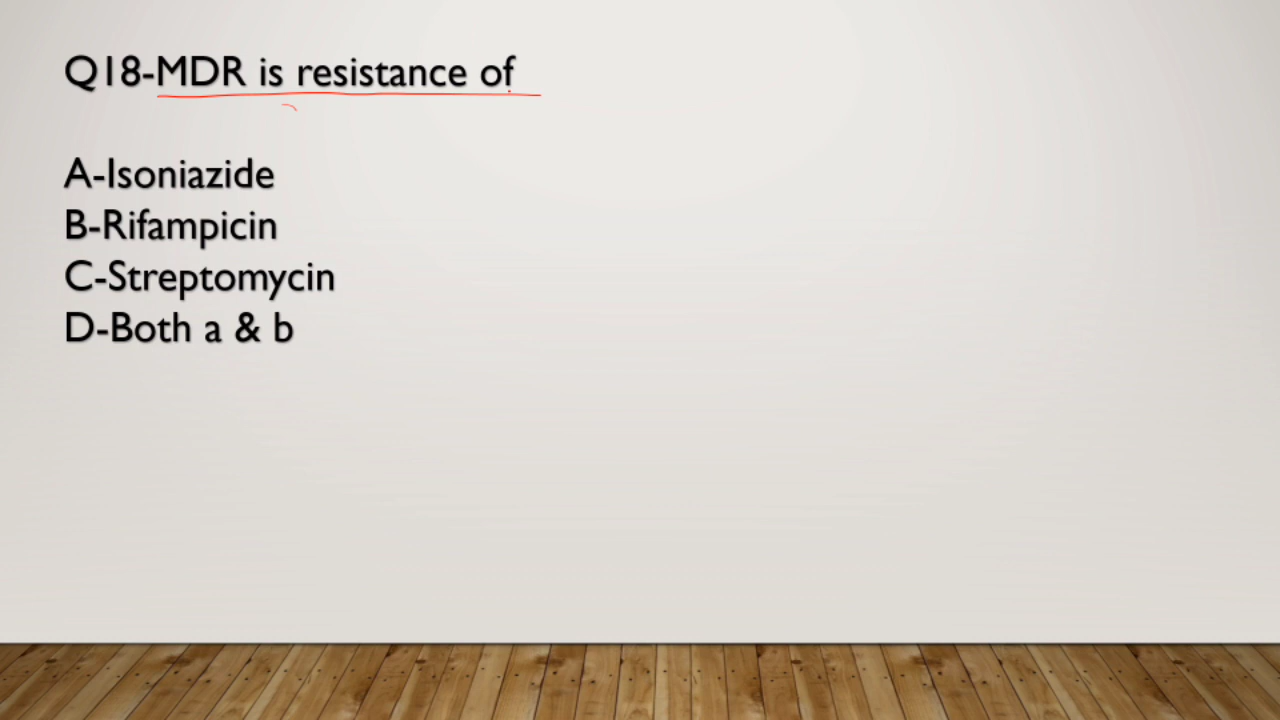 Q18-MDR is resistance of
A-Isoniazide
B-Rifampicin
C-Streptomycin
D-Both a & b